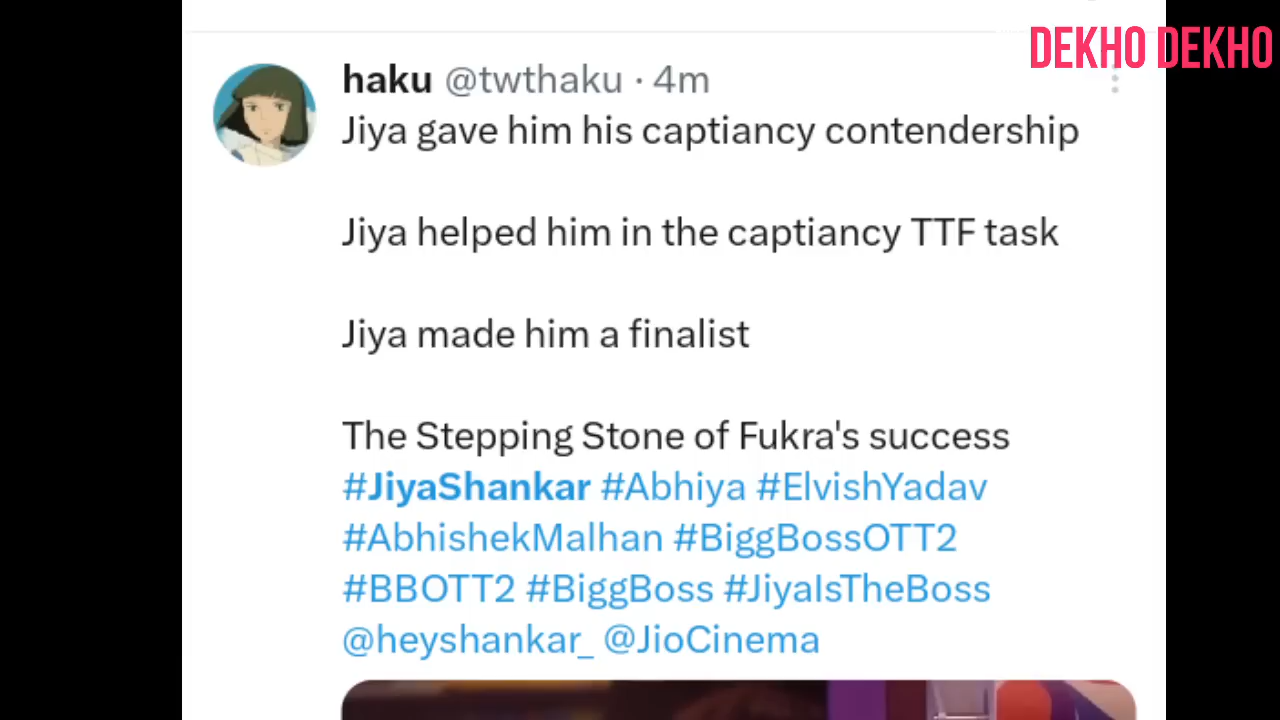 DEKHO DEKHO
haku @twthaku · 4m
Jiya gave him his captiancy contendership
Jiya helped him in the captiancy TTF task
Jiya made him a finalist
The Stepping Stone of Fukra's success
#JiyaShankar #Abhiya #ElvishYadav
#AbhishekMalhan #BiggBossOTT2
#BBOTT2 #BiggBoss #JiyaIsTheBoss
@heyshankar_ @JioCinema